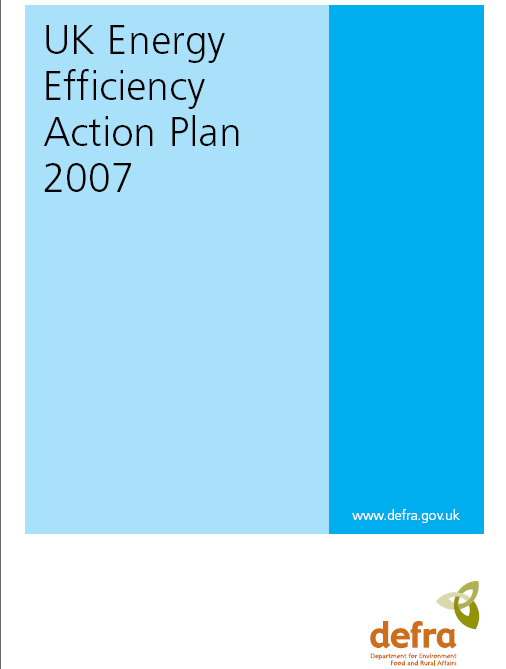 UK Energy
Efficiency
Action Plan
2007
www.defra.gov.uk
defra
Department for Environment
Food and Rural Affairs